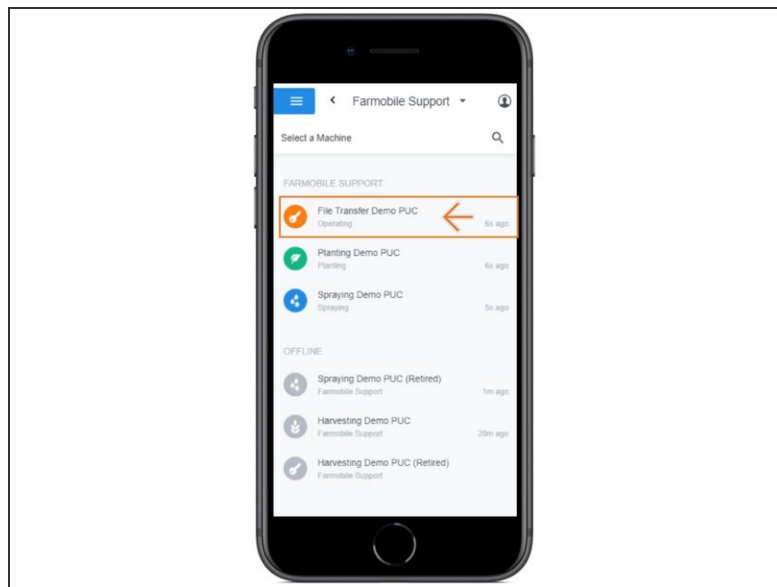 Farmobile Support
Select a Machine
FARMOBILE SUPPORT
File Transfer Demo PUC
Operating 6s ago
Planting Demo PUC
Planting 6s ago
Spraying Demo PUC
Spraying 5s ago
OFFLINE
Spraying Demo PUC (Retired)
Farmobile Support 1m ago
Harvesting Demo PUC
Farmobile Support 20m ago
Harvesting Demo PUC (Retired)
Farmobile Support